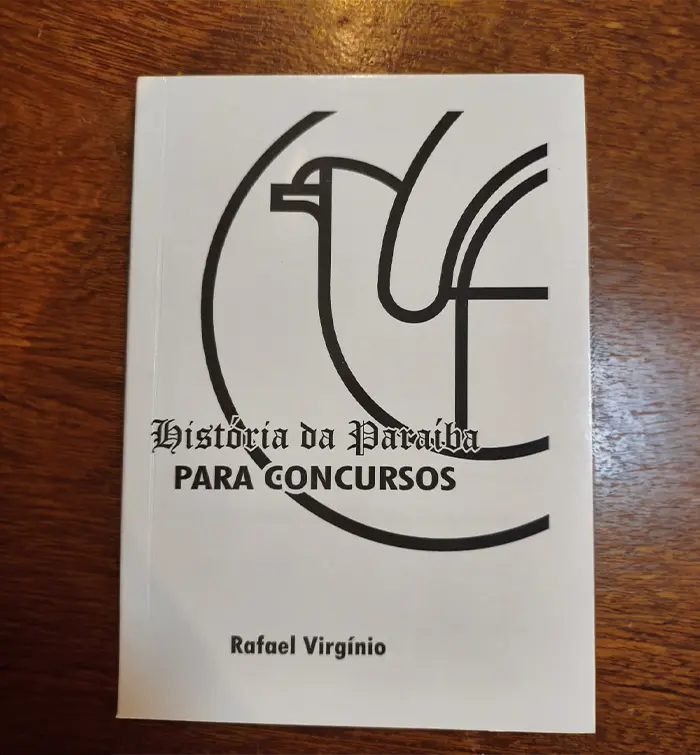 História da Paraíba
PARA CONCURSOS
Rafael Virgínio